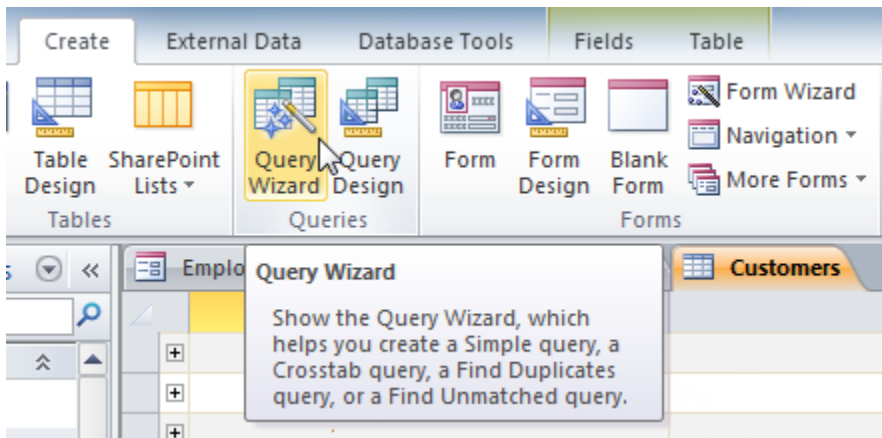 Create External Data Database Tools Fields Table
Table Design
SharePoint Lists
Tables
Query Wizard
Query Design
Queries
Form
Form Design
Blank Form
Form Wizard
Navigation
More Forms
Forms
Emplo
Customers
Query Wizard
Show the Query Wizard, which
helps you create a Simple query, a
Crosstab query, a Find Duplicates
query, or a Find Unmatched query.